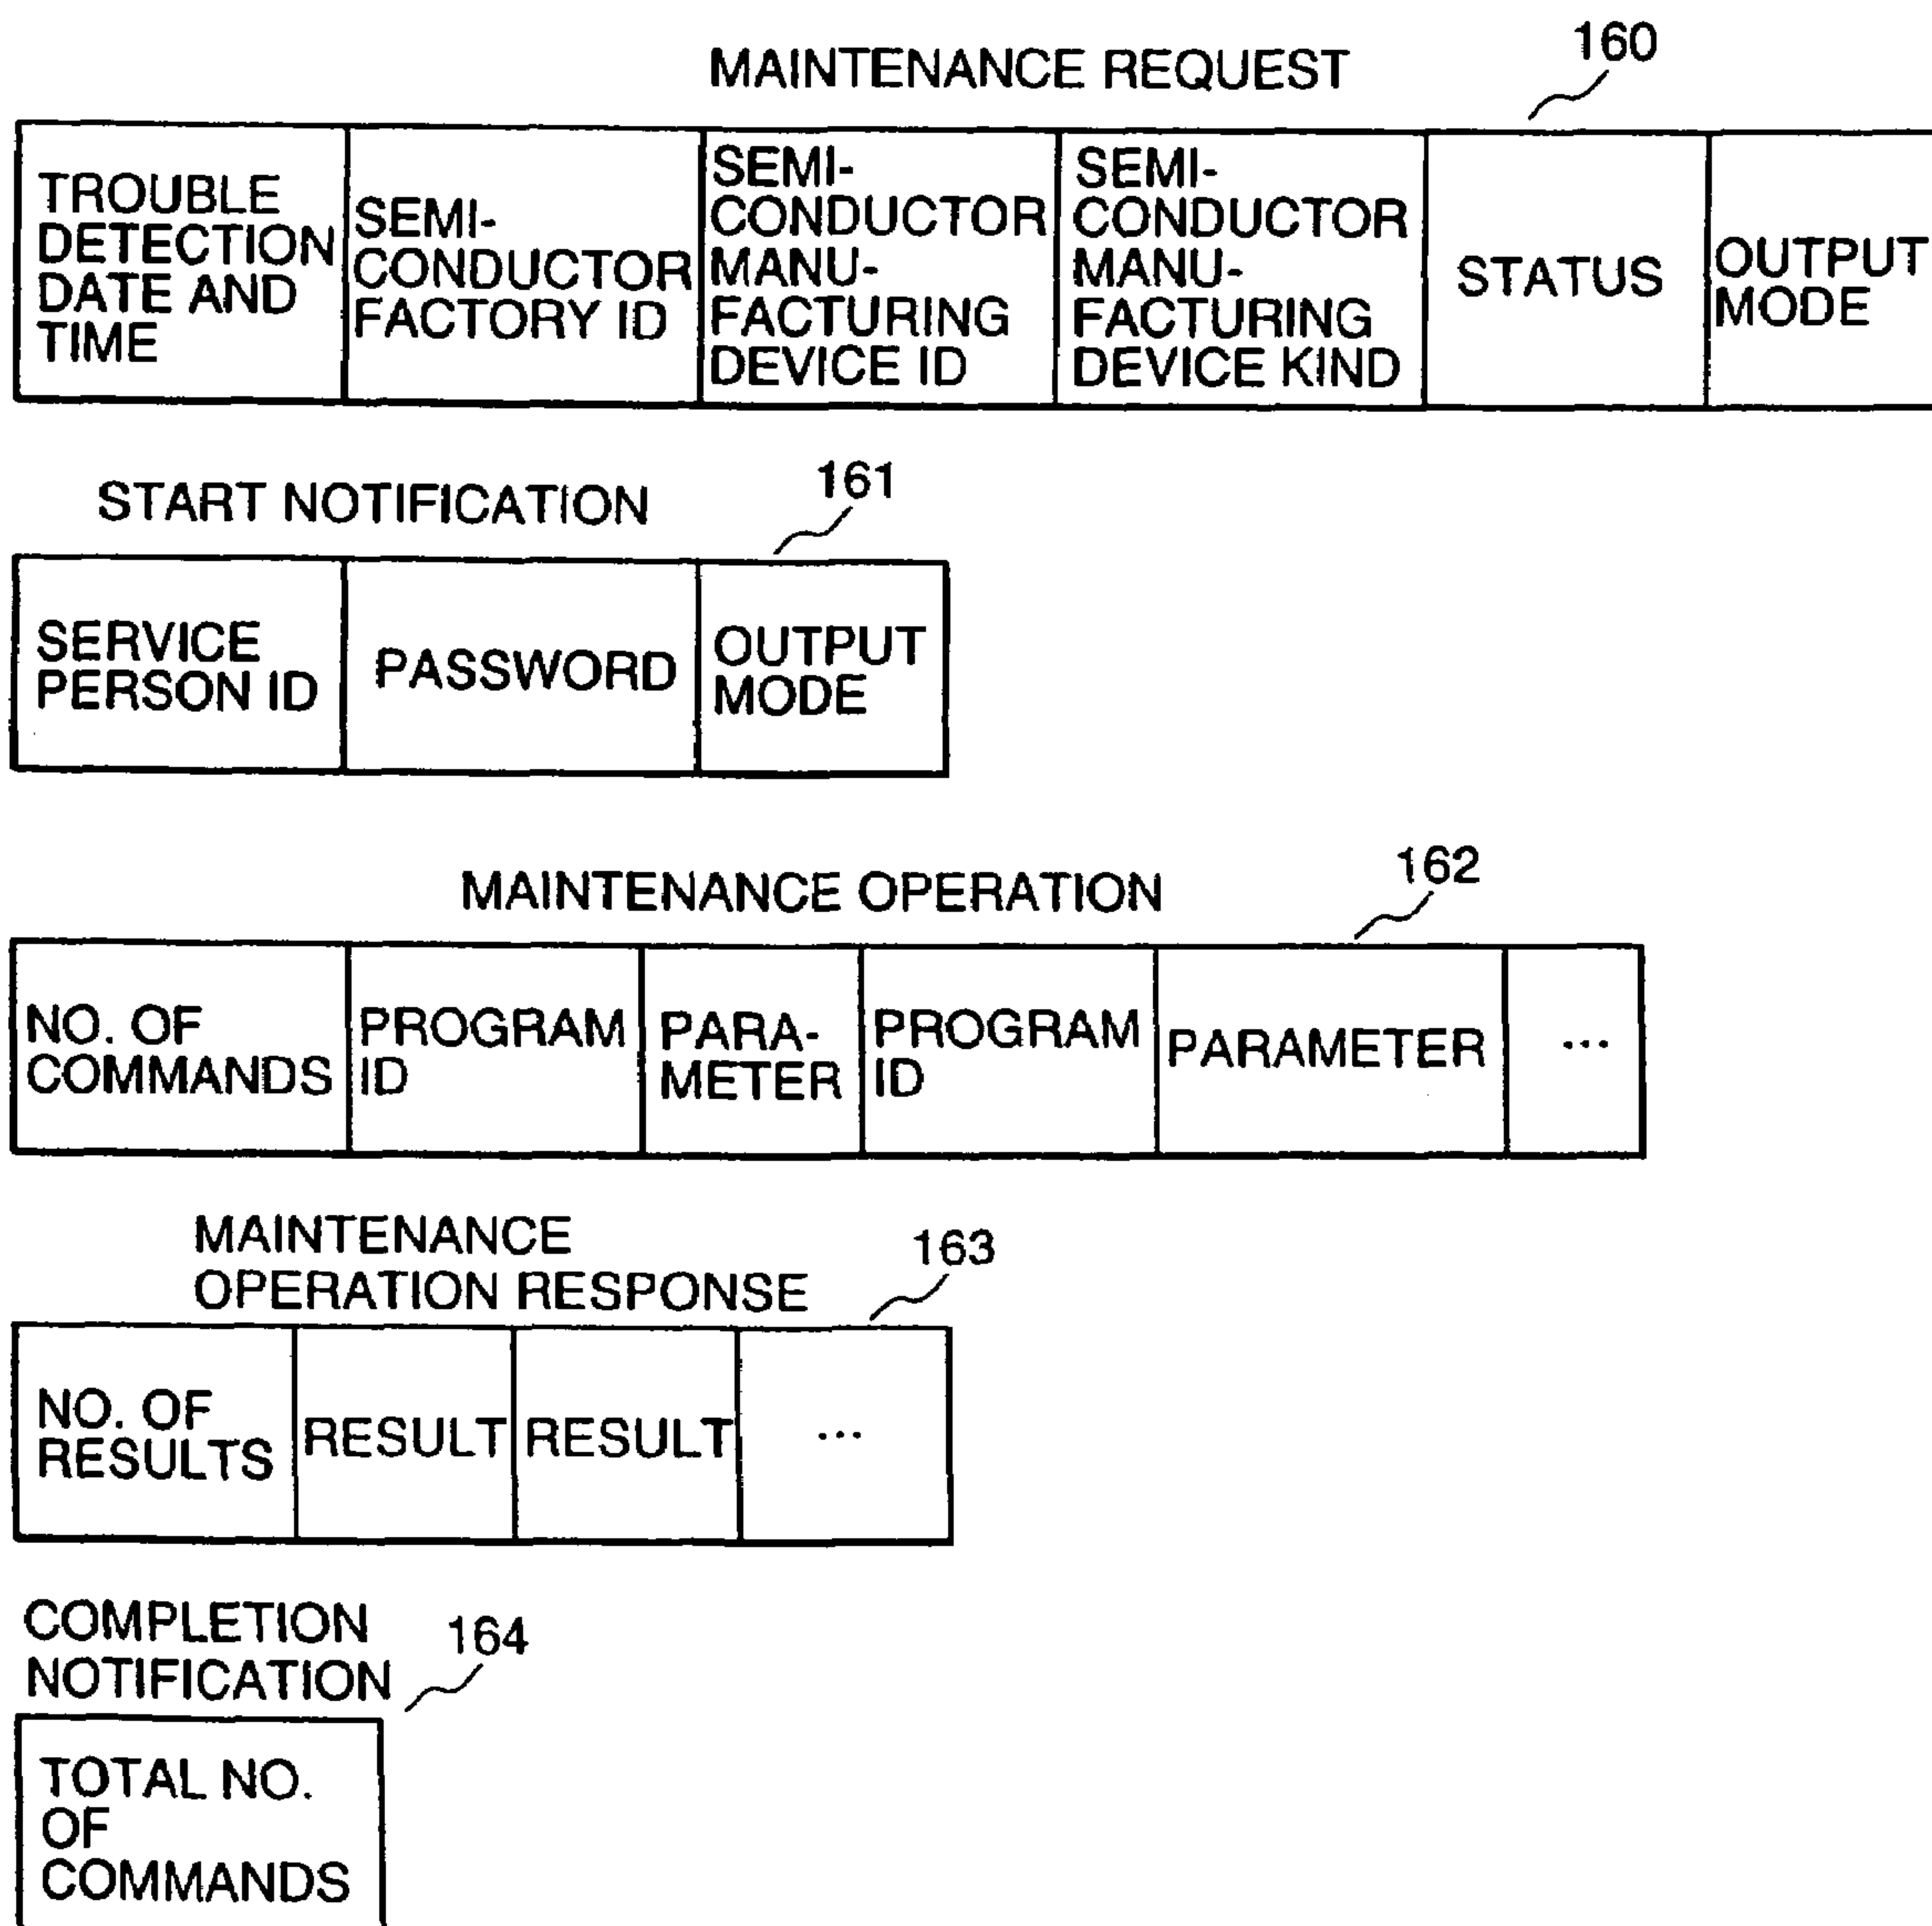 160
MAINTENANCE REQUEST
TROUBLE
DETECTION
DATE AND
TIME
SEMI-
CONDUCTOR
FACTORY ID
SEMI-
CONDUCTOR
MANU-
FACTURING
DEVICE ID
SEMI-
CONDUCTOR
MANU-
FACTURING
DEVICE KIND
STATUS
OUTPUT
MODE
161
START NOTIFICATION
SERVICE
PERSON ID
PASSWORD
OUTPUT
MODE
162
MAINTENANCE OPERATION
NO. OF
COMMANDS
PROGRAM
ID
PARA-
METER
PROGRAM
ID
PARAMETER
...
MAINTENANCE
OPERATION RESPONSE
163
NO. OF
RESULTS
RESULT
RESULT
...
COMPLETION
NOTIFICATION
164
TOTAL NO.
OF
COMMANDS